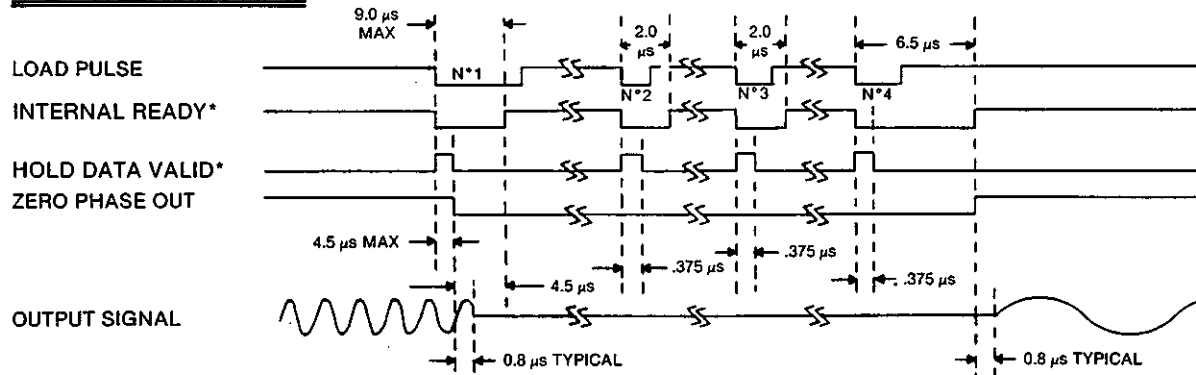 9.0 µs
MAX
2.0
µs
2.0
µs
6.5 µs
LOAD PULSE
N°1
N°2
N°3
N°4
INTERNAL READY*
HOLD DATA VALID*
ZERO PHASE OUT
4.5 µs MAX
.375 µs
.375 µs
.375 µs
4.5 µs
OUTPUT SIGNAL
0.8 µs TYPICAL
0.8 µs TYPICAL